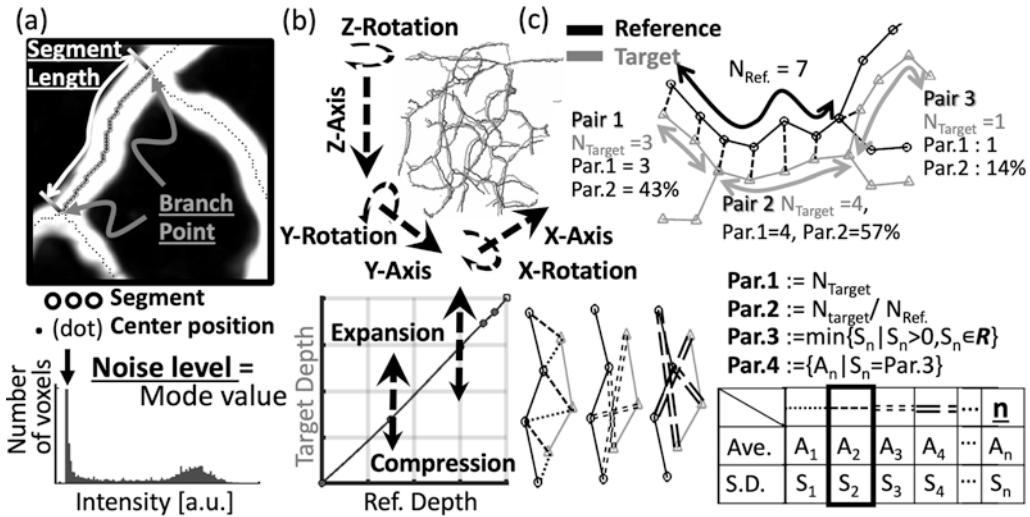 (a)
Segment
Length
Branch
Point
Segment
• (dot) Center position
Noise level =
Mode value
Number
of voxels
Intensity [a.u.]
(b)
Z-Rotation
Z-Axis
Y-Rotation
Y-Axis
X-Axis
X-Rotation
Expansion
Compression
Target Depth
Ref. Depth
(c)
Reference
Target
N_Ref. = 7
Pair 1
N_Target = 3
Par.1 = 3
Par.2 = 43%
Pair 2 N_Target =4,
Par.1=4, Par.2=57%
Pair 3
N_Target =1
Par.1 : 1
Par.2 : 14%
Par.1 := N_Target
Par.2 := N_target / N_Ref.
Par.3 :=min{S_n|S_n>0,S_n∈R}
Par.4 :={A_n|S_n=Par.3}
... n
Ave. A_1 A_2 A_3 A_4 ... A_n
S.D. S_1 S_2 S_3 S_4 ... S_n